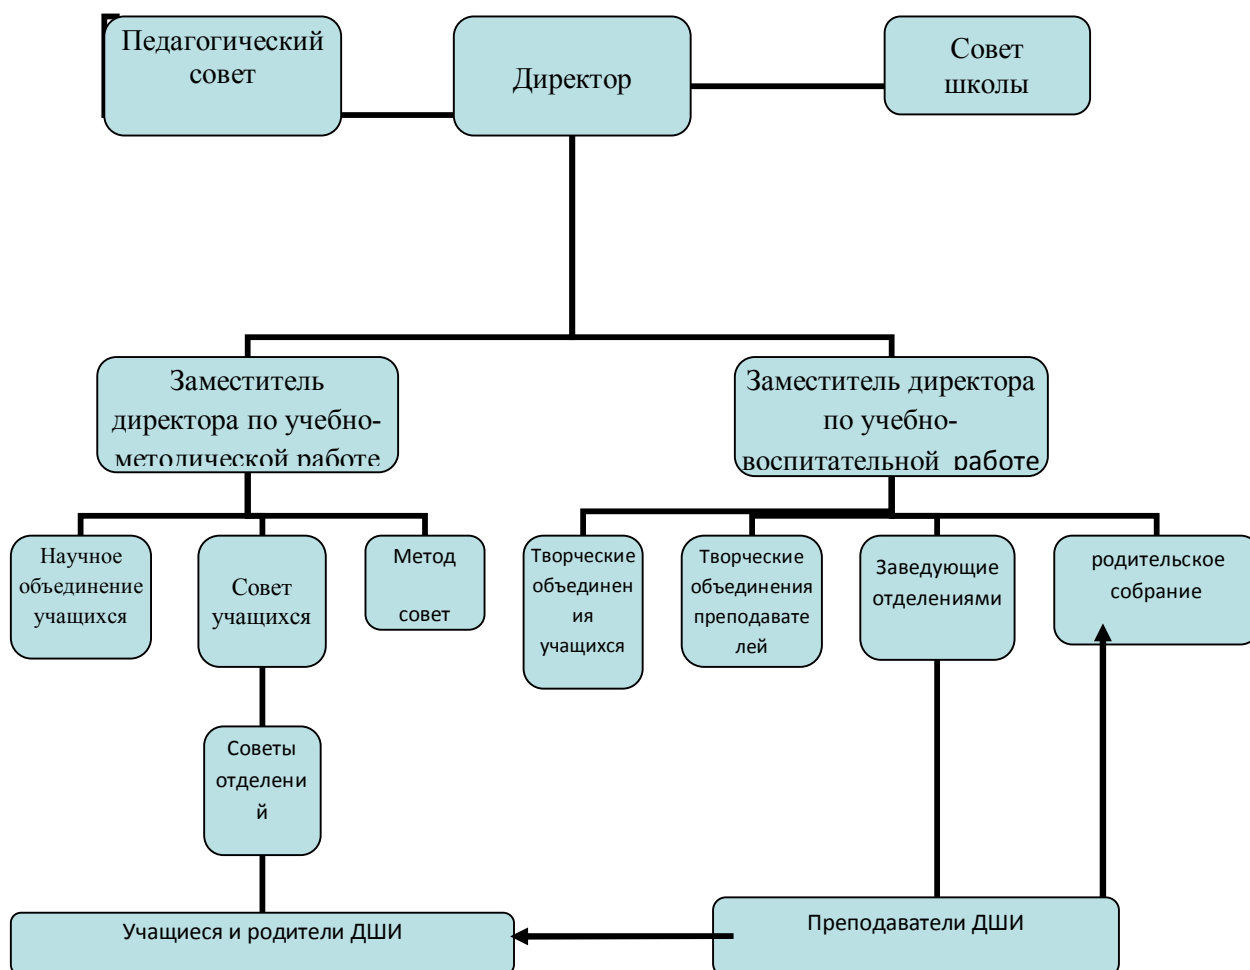 Педагогический
совет
Директор
Совет
школы
Заместитель
директора по учебно-
методической работе
Заместитель директора
по учебно-
воспитательной работе
Научное
объединение
учащихся
Совет
учащихся
Метод
совет
Творческие
объединен
ия
учащихся
Творческие
объединения
преподавате
лей
Заведующие
отделениями
родительское
собрание
Советы
отделени
й
Учащиеся и родители ДШИ
Преподаватели ДШИ